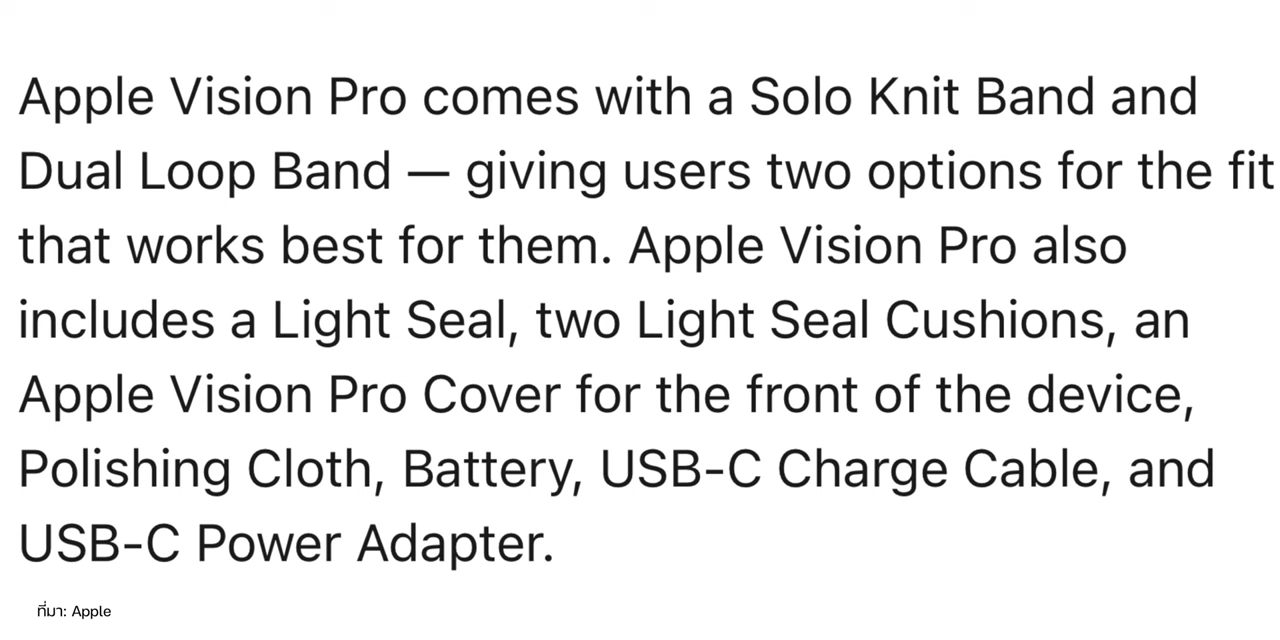 Apple Vision Pro comes with a Solo Knit Band and
Dual Loop Band — giving users two options for the fit
that works best for them. Apple Vision Pro also
includes a Light Seal, two Light Seal Cushions, an
Apple Vision Pro Cover for the front of the device,
Polishing Cloth, Battery, USB-C Charge Cable, and
USB-C Power Adapter.
ที่มา: Apple